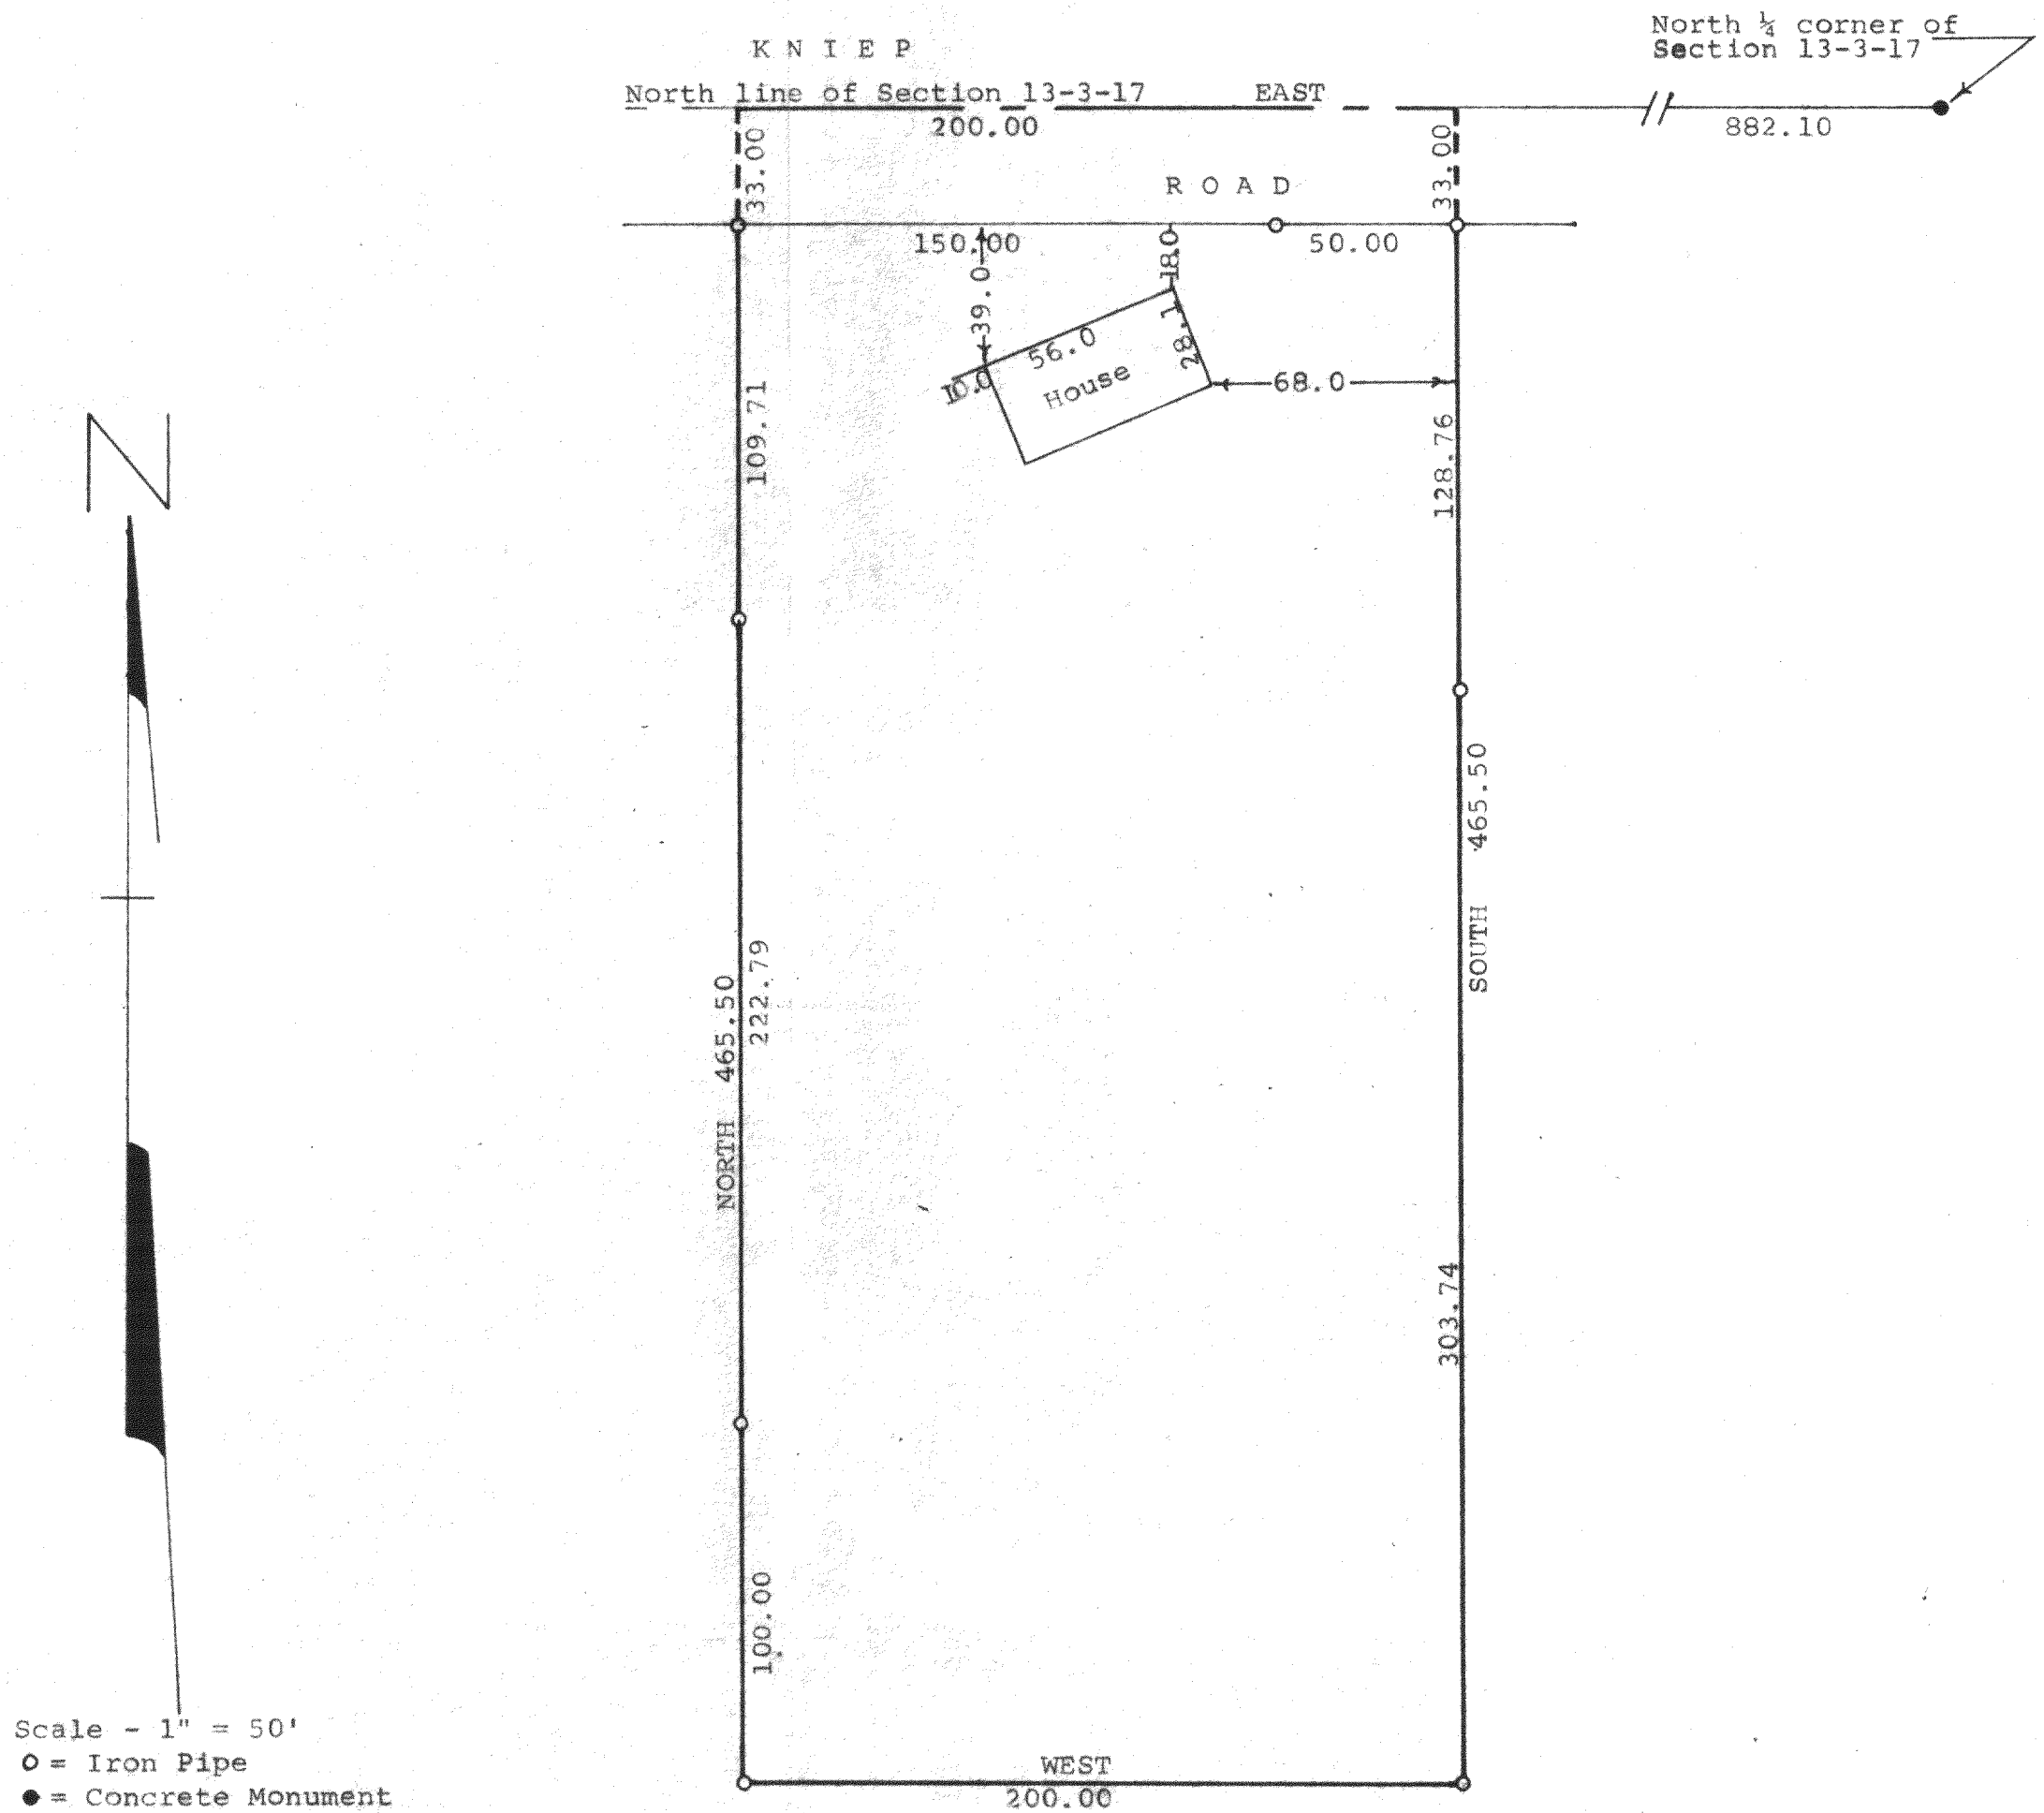 North ¼ corner of
Section 13-3-17
K N I E P
North line of Section 13-3-17 EAST
200.00
882.10
33.00
33.00
R O A D
150.00
50.00
39.0
18.0
56.0
28.1
10.0
House
68.0
109.71
128.76
N
465.50
SOUTH
NORTH 465.50
222.79
303.74
100.00
Scale - 1" = 50'
O = Iron Pipe
● = Concrete Monument
WEST
200.00